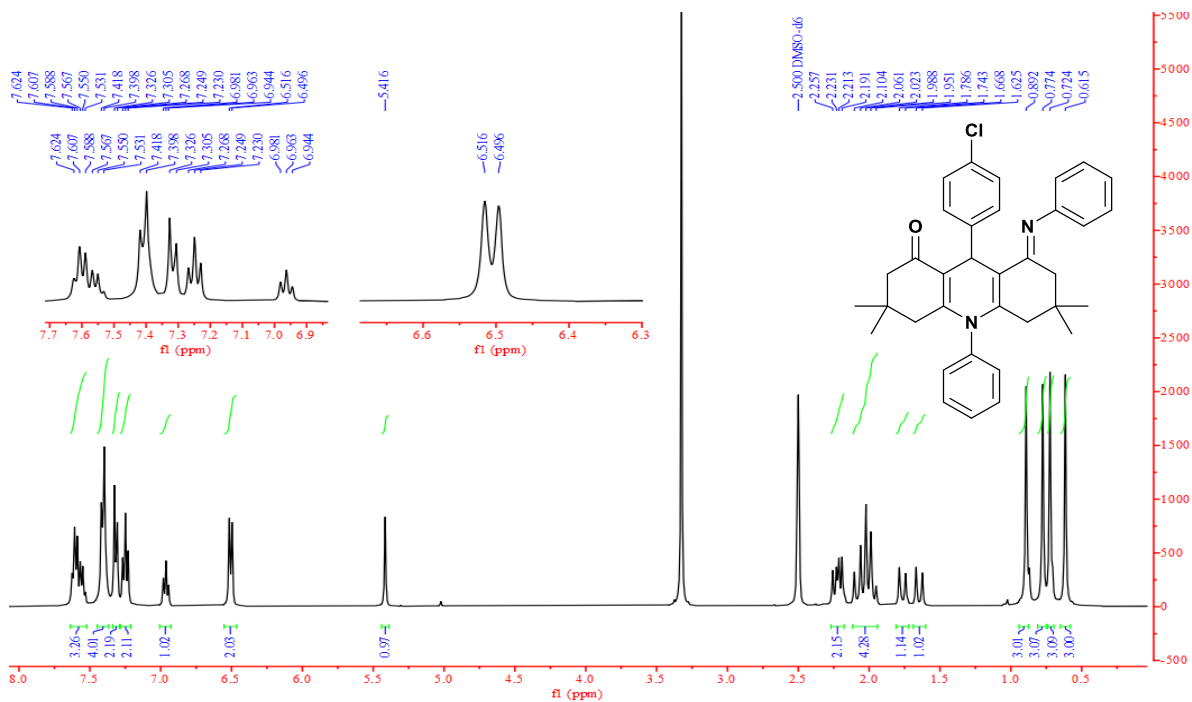 7.624 7.607 7.588 7.567 7.550 7.531 7.418 7.398 7.326 7.305 7.268 7.249 7.230 6.981 6.963 6.944 6.516 6.496
5.416
2.500 DMSO-d6
2.257 2.231 2.213 2.191 2.104 2.061 2.023 1.988 1.951 1.786 1.743 1.668 1.625 0.892 0.774 0.724 0.615
7.624 7.607 7.588 7.567 7.550 7.531 7.418 7.398 7.326 7.305 7.268 7.249 7.230 6.981 6.963 6.944
6.516 6.496
7.7 7.6 7.5 7.4 7.3 7.2 7.1 7.0 6.9
f1 (ppm)
6.6 6.5 6.4 6.3
f1 (ppm)
Cl
O
N
N
5500
5000
4500
4000
3500
3000
2500
2000
1500
1000
500
0
-500
3.26 4.01 2.19 2.11 1.02 2.03 0.97 2.15 4.28 1.14 1.02 3.01 3.07 3.09 3.00
8.0 7.5 7.0 6.5 6.0 5.5 5.0 4.5 4.0 3.5 3.0 2.5 2.0 1.5 1.0 0.5
f1 (ppm)